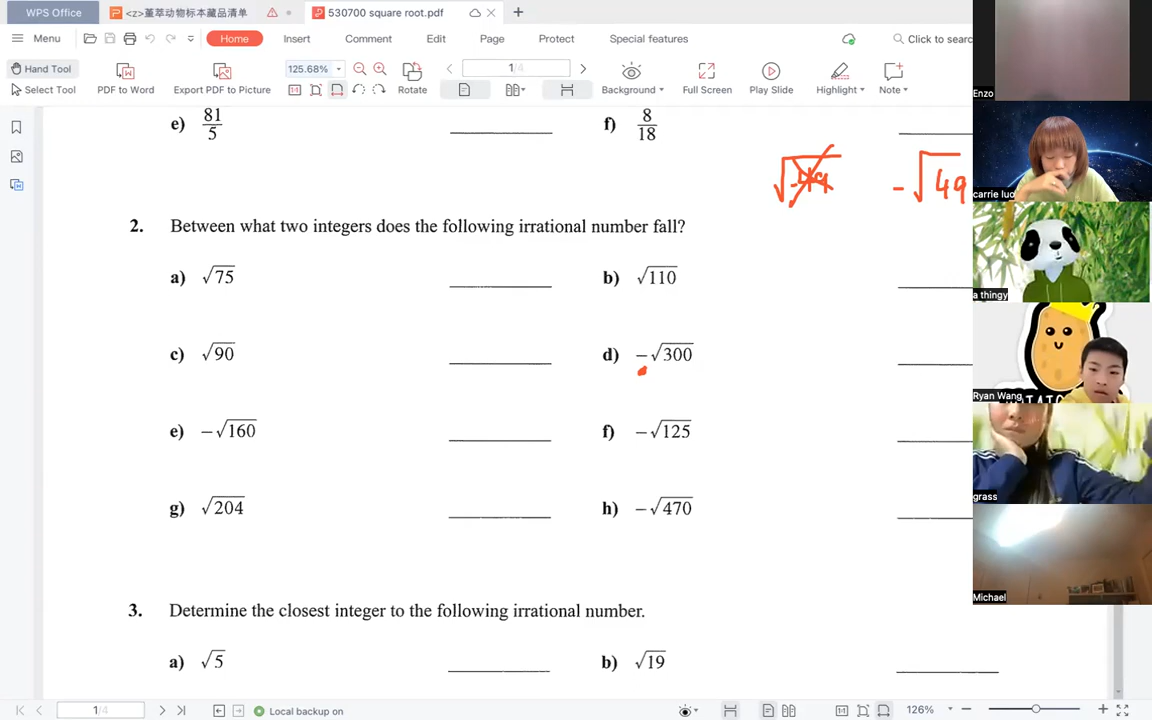 WPS Office <z>董萃动物标本藏品清单 530700 square root.pdf
Menu Home Insert Comment Edit Page Protect Special features Click to searc
Hand Tool 125.68% 1/4
Select Tool PDF to Word Export PDF to Picture Rotate Background Full Screen Play Slide Highlight Note
Enzo
e) 81/5 f) 8/18
-√49
carrie luo
2. Between what two integers does the following irrational number fall?
a) √75 b) √110
a thingy
c) √90 d) -√300
Ryan Wang
e) -√160 f) -√125
grass
g) √204 h) -√470
Michael
3. Determine the closest integer to the following irrational number.
a) √5 b) √19
1/4 Local backup on 126%